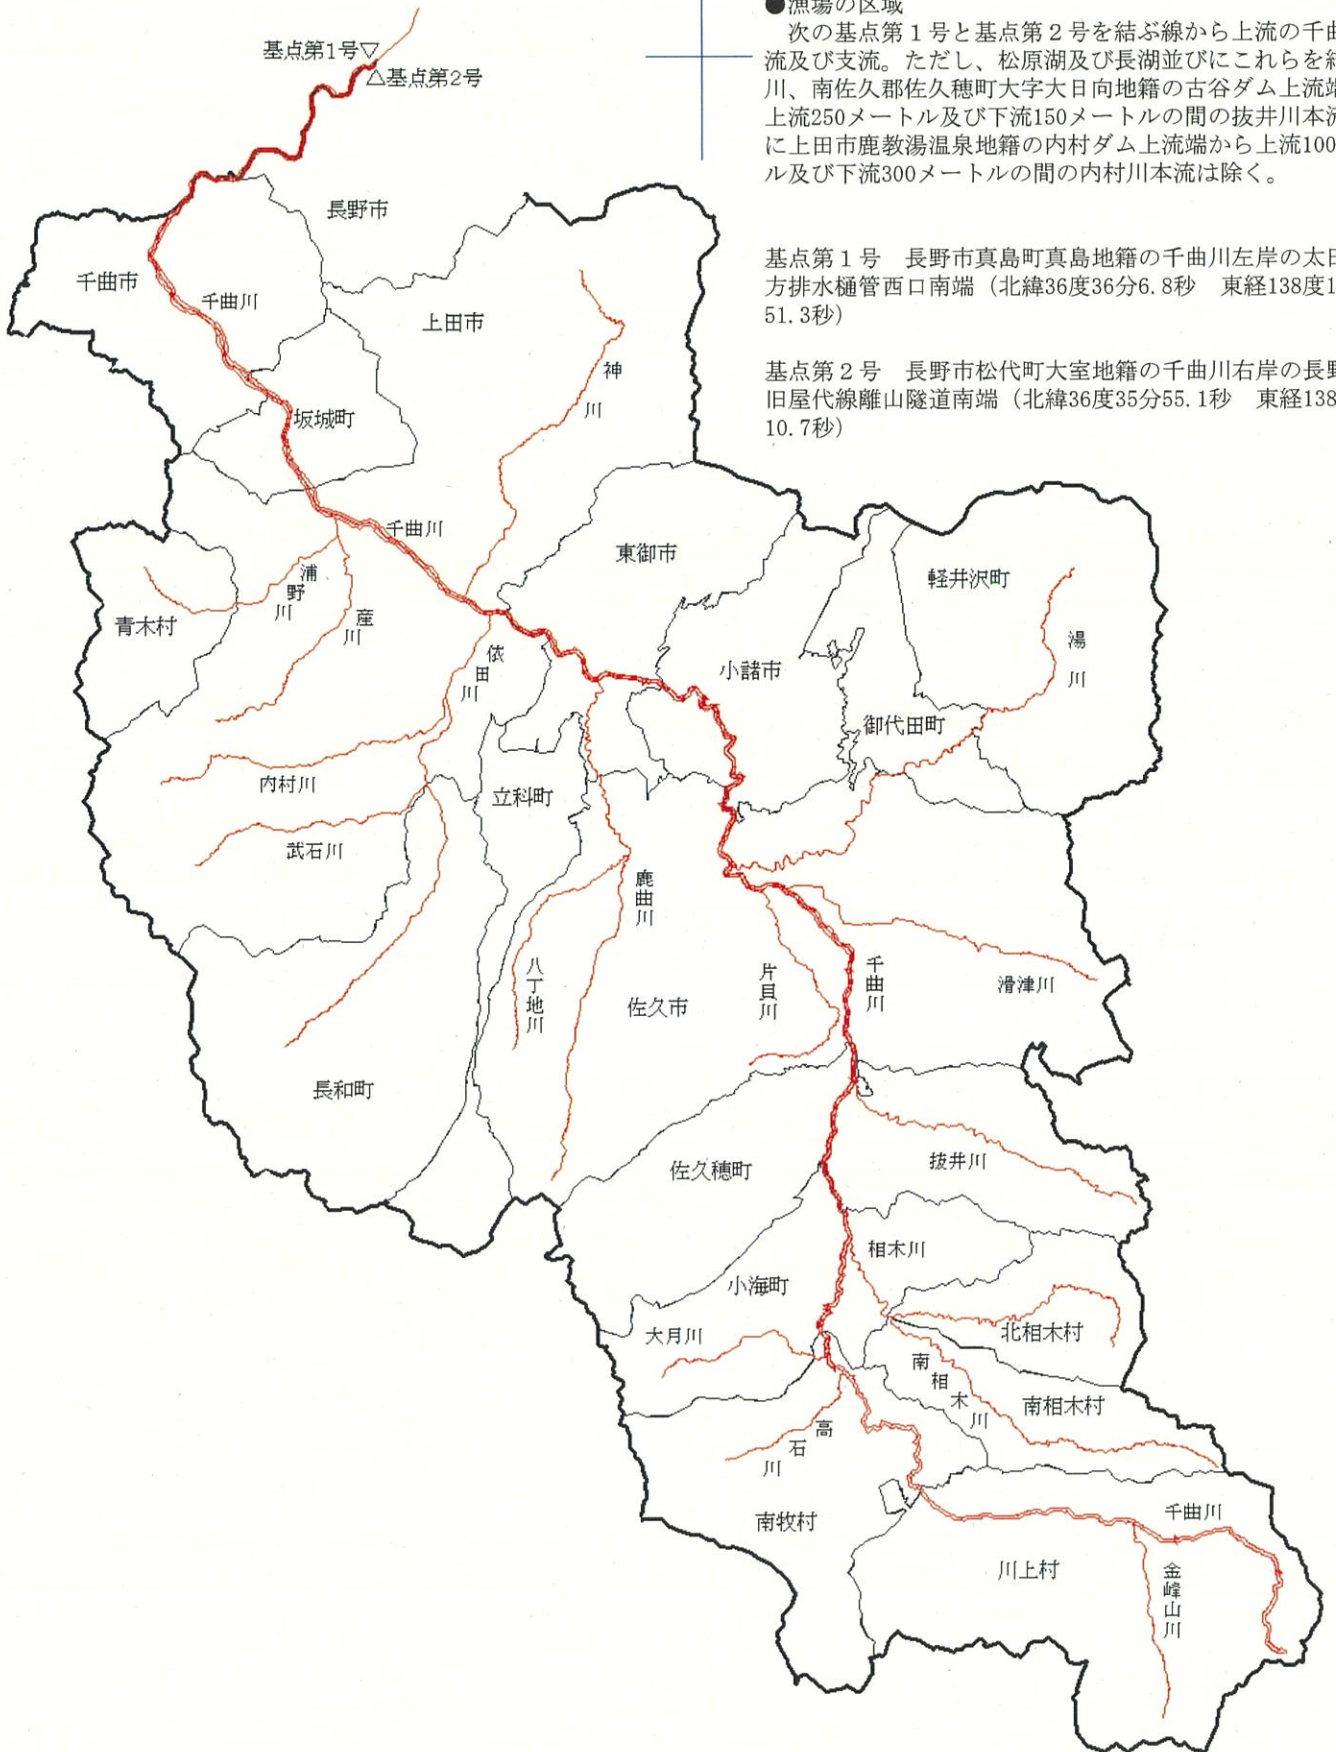 ●漁場の区域
次の基点第１号と基点第２号を結ぶ線から上流の千曲
流及び支流。ただし、松原湖及び長湖並びにこれらを結
川、南佐久郡佐久穂町大字大日向地籍の古谷ダム上流端
上流250メートル及び下流150メートルの間の抜井川本流
に上田市鹿教湯温泉地籍の内村ダム上流端から上流100
ル及び下流300メートルの間の内村川本流は除く。
基点第１号　長野市真島町真島地籍の千曲川左岸の太田
方排水樋管西口南端（北緯36度36分6.8秒　東経138度1
51.3秒）
基点第２号　長野市松代町大室地籍の千曲川右岸の長野
旧屋代線離山隧道南端（北緯36度35分55.1秒　東経138
10.7秒）
基点第1号▽
△基点第2号
長野市
千曲市
千曲川
上田市
神川
坂城町
千曲川
東御市
軽井沢町
浦野川
産川
青木村
湯川
依田川
小諸市
御代田町
内村川
立科町
武石川
鹿曲川
八丁地川
佐久市
片貝川
千曲川
滑津川
長和町
佐久穂町
抜井川
相木川
小海町
大月川
北相木村
南相木川
南相木村
高石川
南牧村
千曲川
川上村
金峰山川